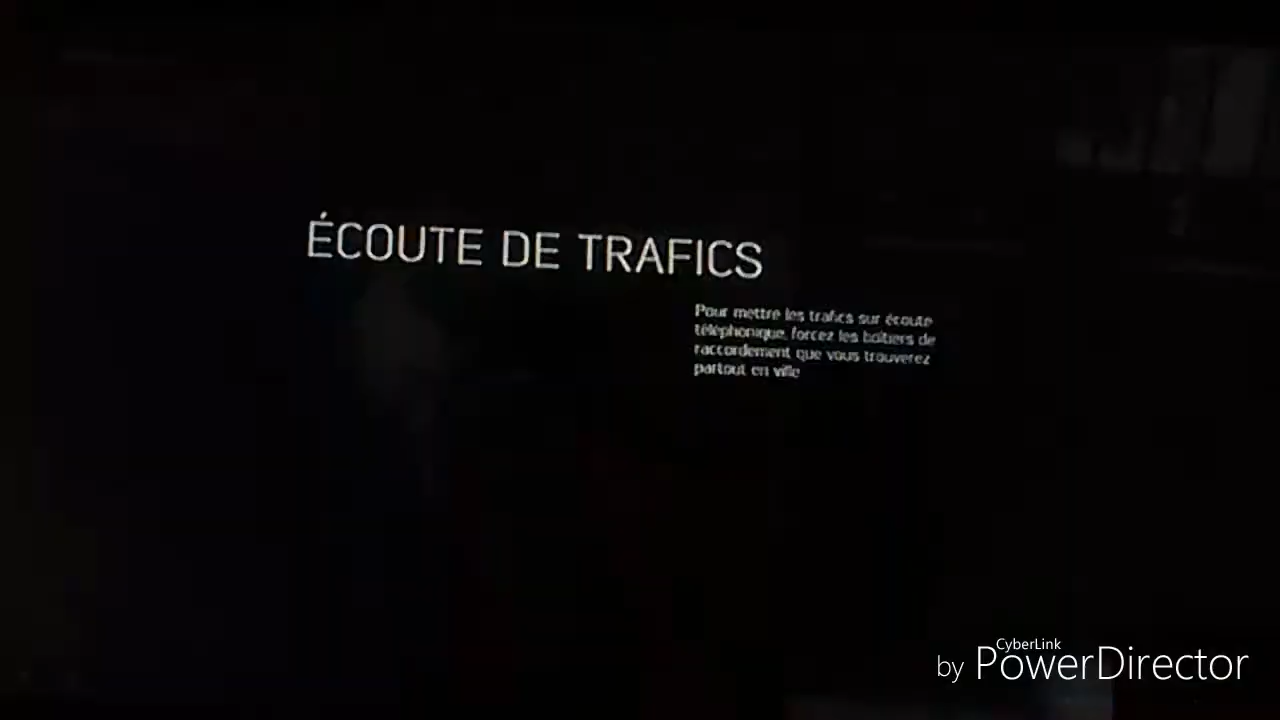 ÉCOUTE DE TRAFICS
Pour mettre les trafics sur écoute
téléphonique, forcez les boîtiers de
raccordement que vous trouverez
partout en ville
CyberLink
by PowerDirector